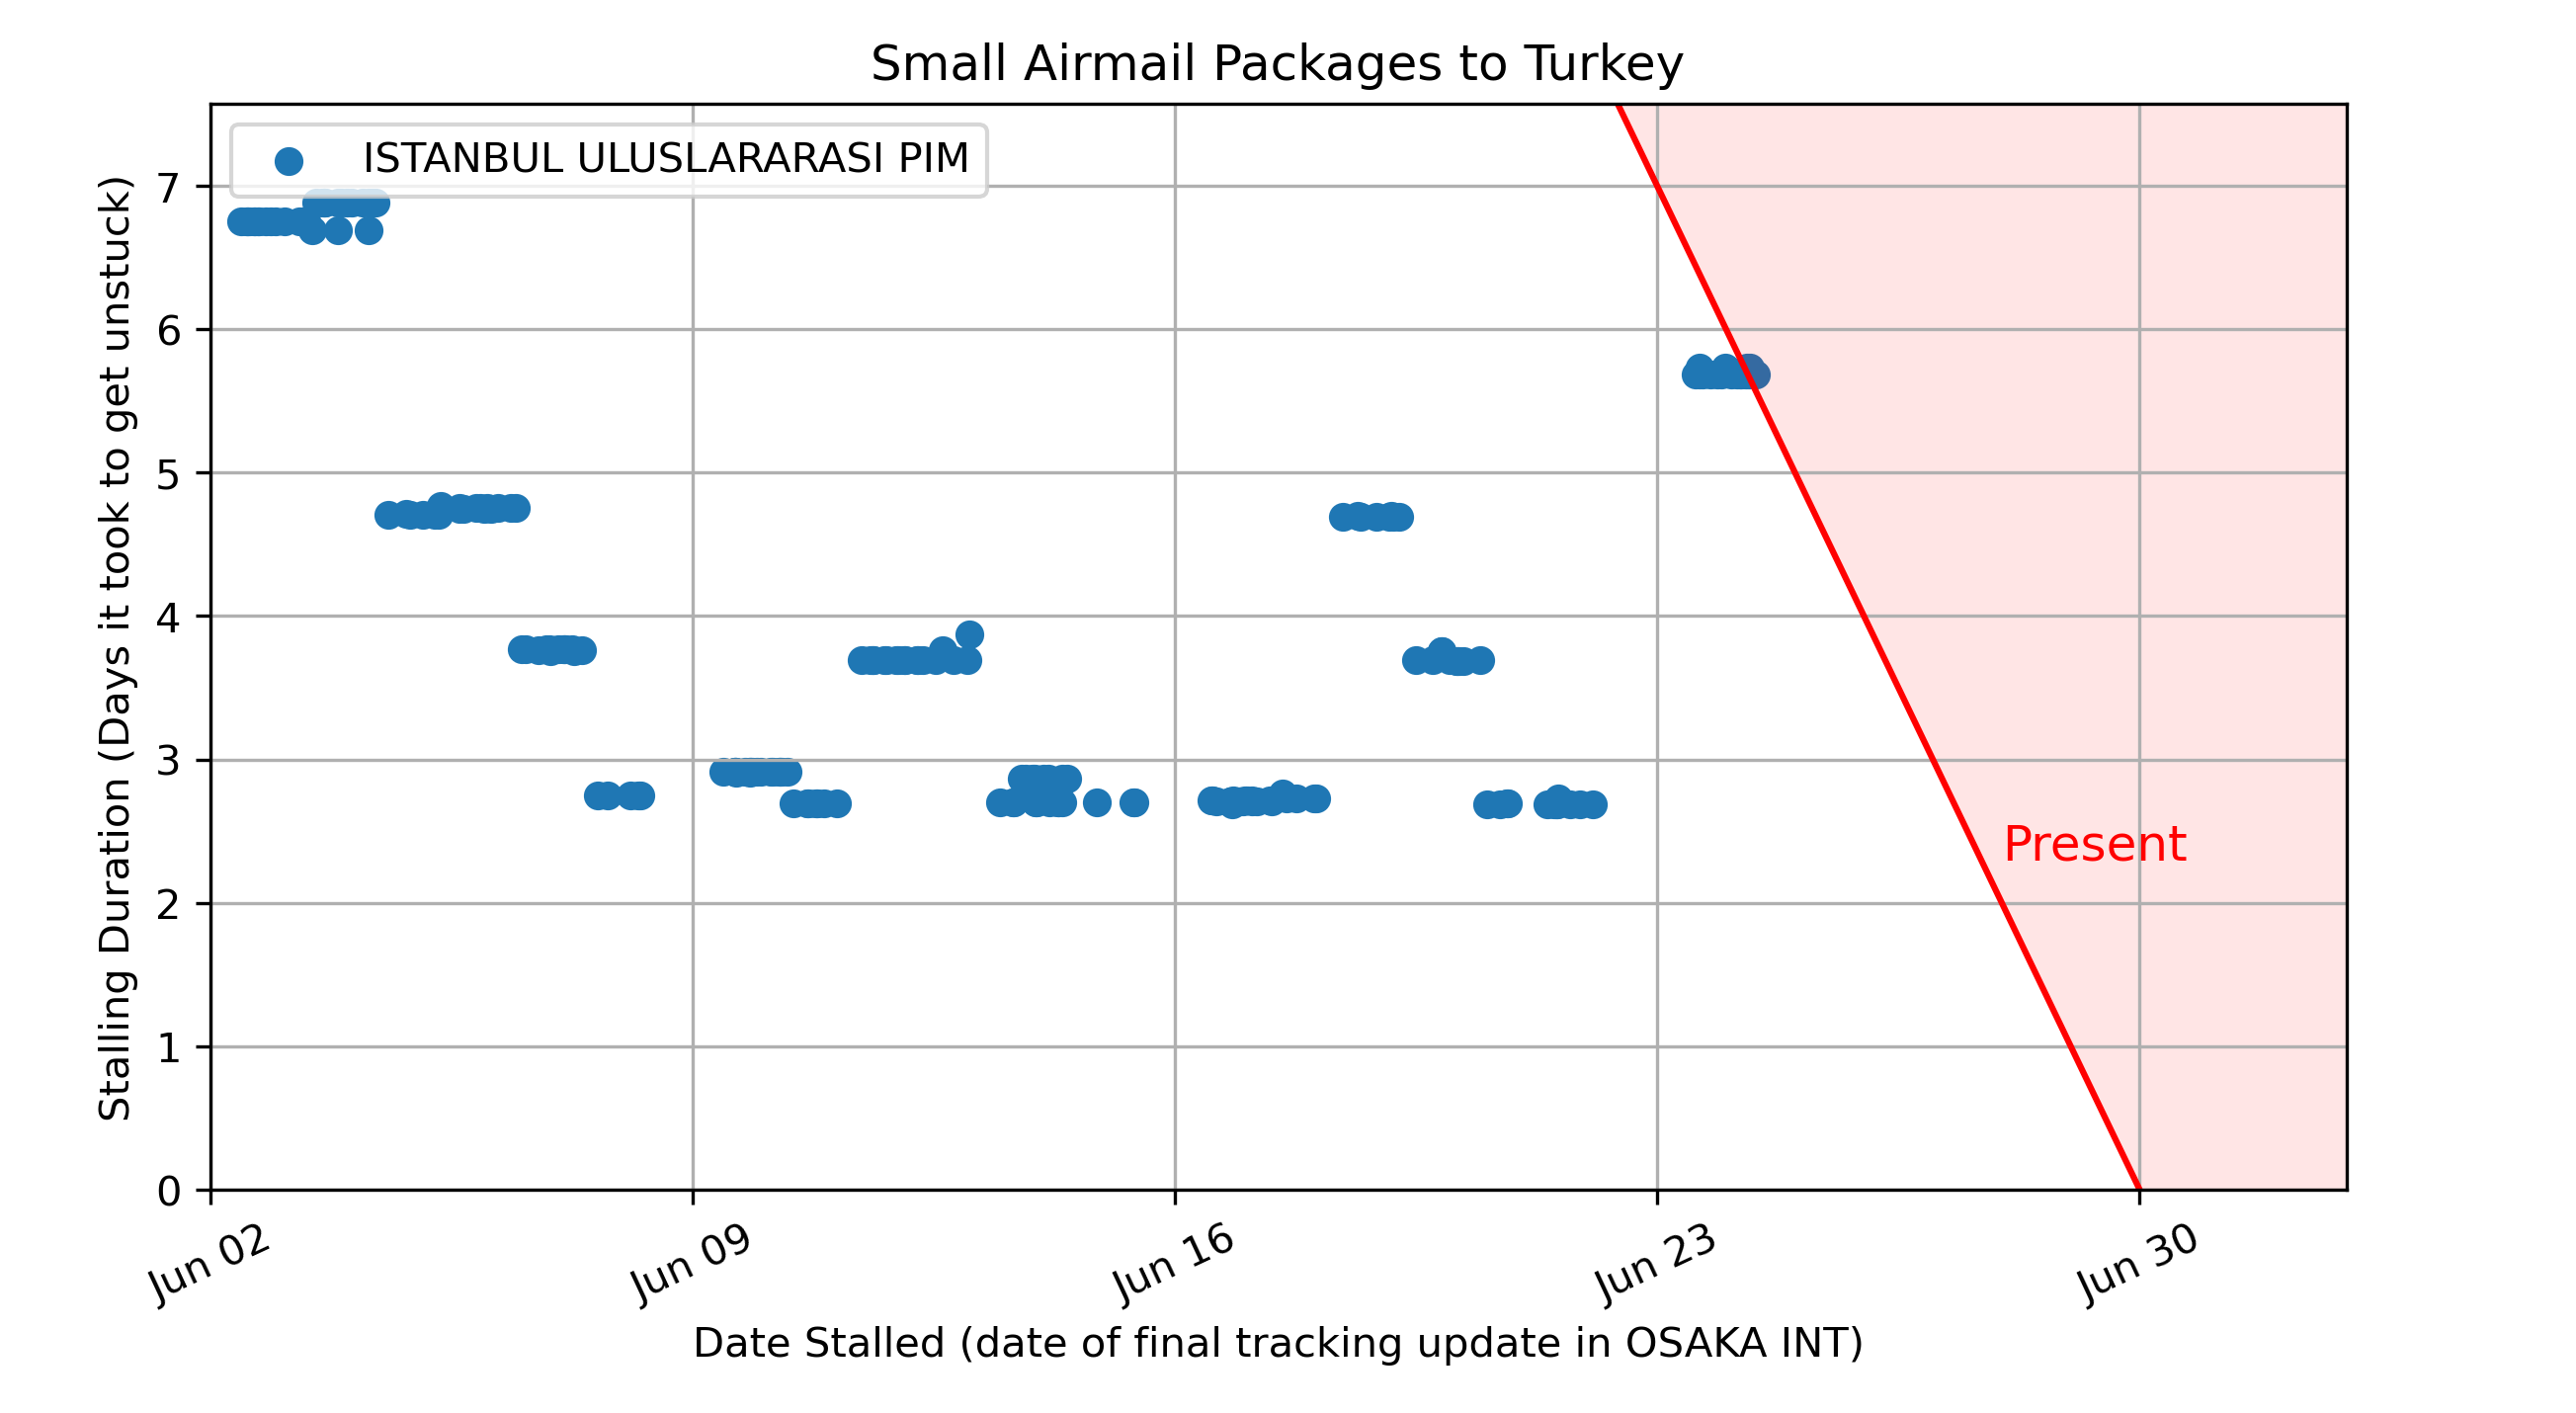 Small Airmail Packages to Turkey
ISTANBUL ULUSLARARASI PIM
Stalling Duration (Days it took to get unstuck)
7
6
5
4
3
2
1
0
Present
Jun 02
Jun 09
Jun 16
Jun 23
Jun 30
Date Stalled (date of final tracking update in OSAKA INT)